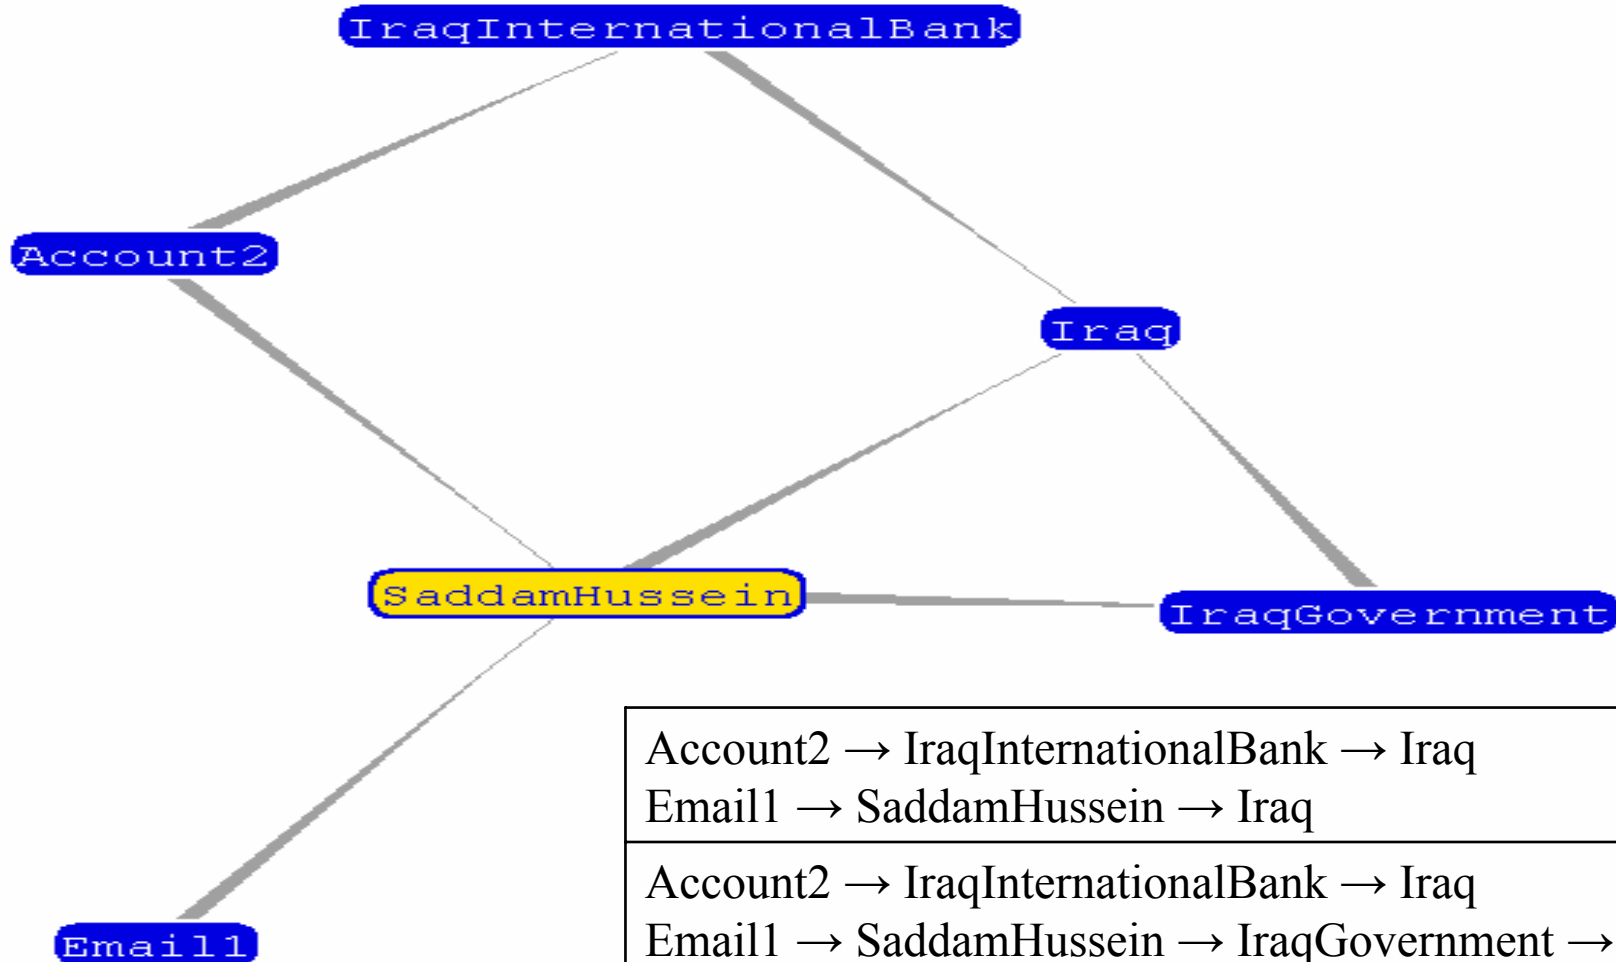 IraqInternationalBank
Account2
Iraq
SaddamHussein
IraqGovernment
Account2 → IraqInternationalBank → Iraq
Email1 → SaddamHussein → Iraq
Account2 → IraqInternationalBank → Iraq
Email1 → SaddamHussein → IraqGovernment →
Email1